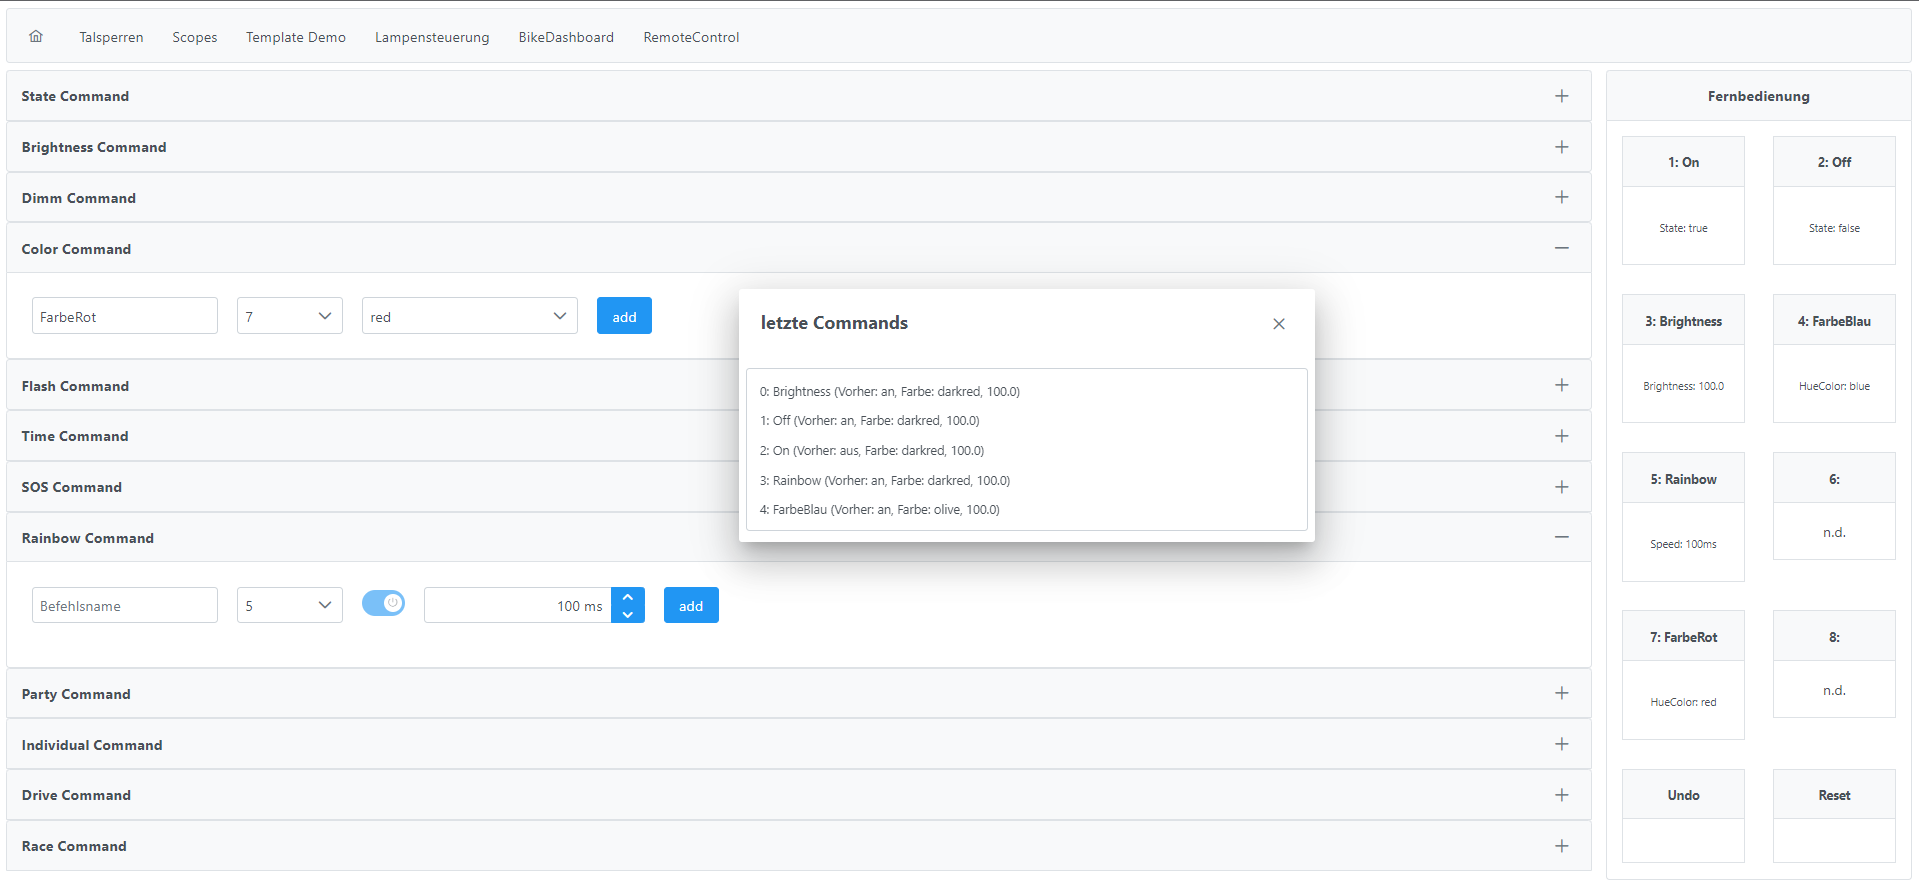 Talsperren Scopes Template Demo Lampensteuerung BikeDashboard RemoteControl
State Command
Brightness Command
Dimm Command
Color Command
FarbeRot 7 red add
Flash Command
Time Command
SOS Command
Rainbow Command
Befehlsname 5 100 ms add
Party Command
Individual Command
Drive Command
Race Command
letzte Commands
0: Brightness (Vorher: an, Farbe: darkred, 100.0)
1: Off (Vorher: an, Farbe: darkred, 100.0)
2: On (Vorher: aus, Farbe: darkred, 100.0)
3: Rainbow (Vorher: an, Farbe: darkred, 100.0)
4: FarbeBlau (Vorher: an, Farbe: olive, 100.0)
Fernbedienung
1: On
State: true
2: Off
State: false
3: Brightness
Brightness: 100.0
4: FarbeBlau
HueColor: blue
5: Rainbow
Speed: 100ms
6:
n.d.
7: FarbeRot
HueColor: red
8:
n.d.
Undo
Reset